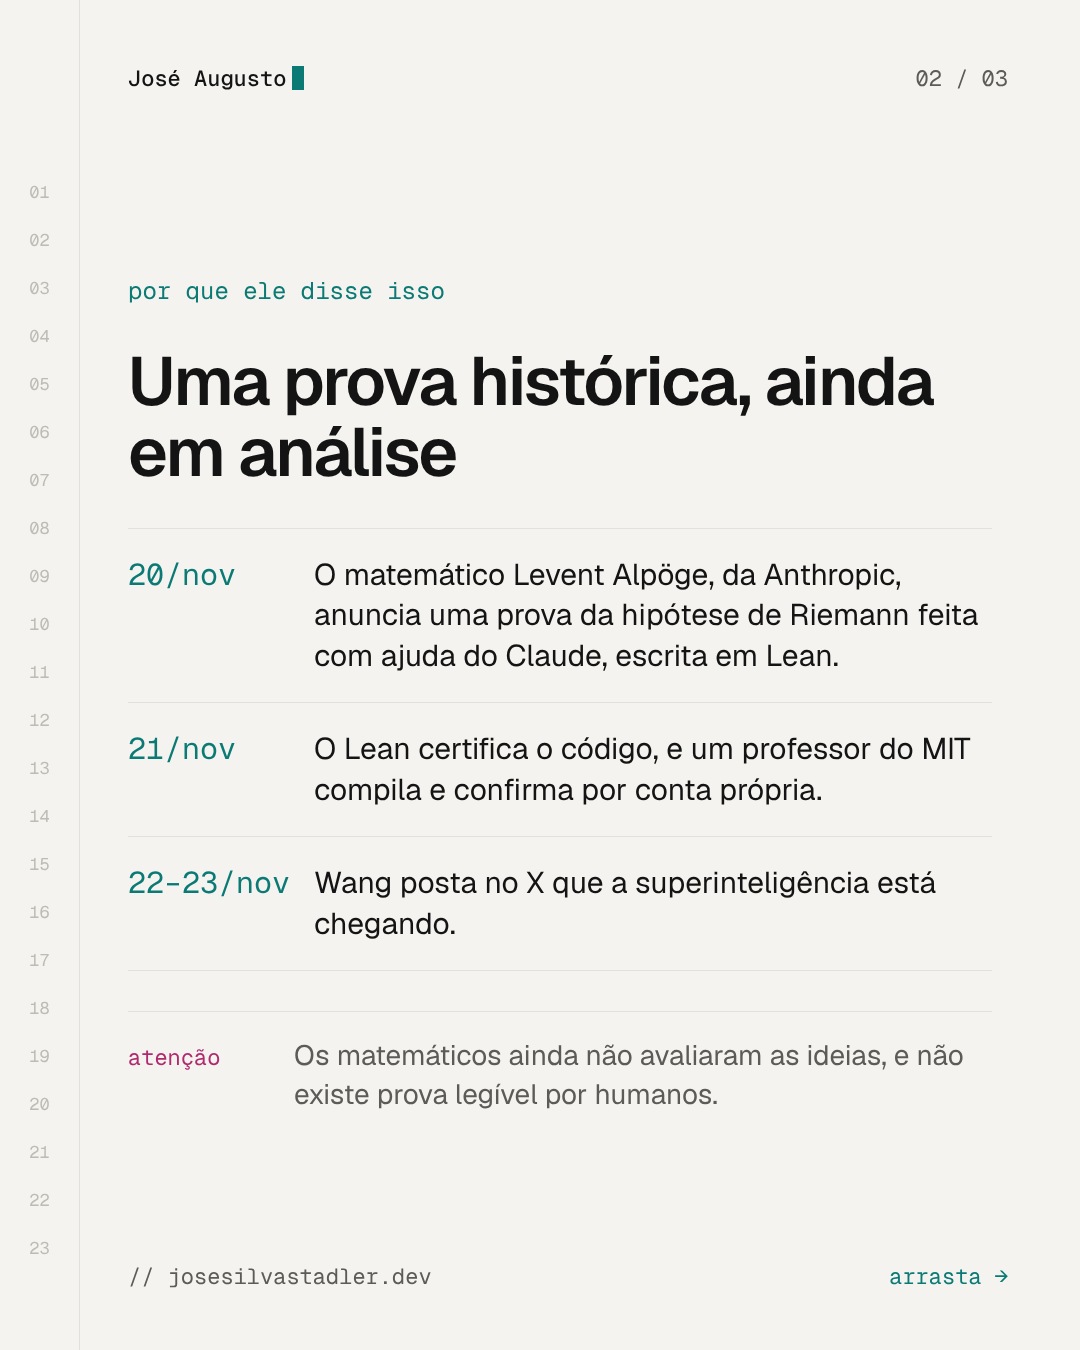 José Augusto
02 / 03
01
02
03
04
05
06
07
08
09
10
11
12
13
14
15
16
17
18
19
20
21
22
23
por que ele disse isso
Uma prova histórica, ainda
em análise
20/nov
O matemático Levent Alpöge, da Anthropic,
anuncia uma prova da hipótese de Riemann feita
com ajuda do Claude, escrita em Lean.
21/nov
O Lean certifica o código, e um professor do MIT
compila e confirma por conta própria.
22–23/nov
Wang posta no X que a superinteligência está
chegando.
atenção
Os matemáticos ainda não avaliaram as ideias, e não
existe prova legível por humanos.
// josesilvastadler.dev
arrasta →